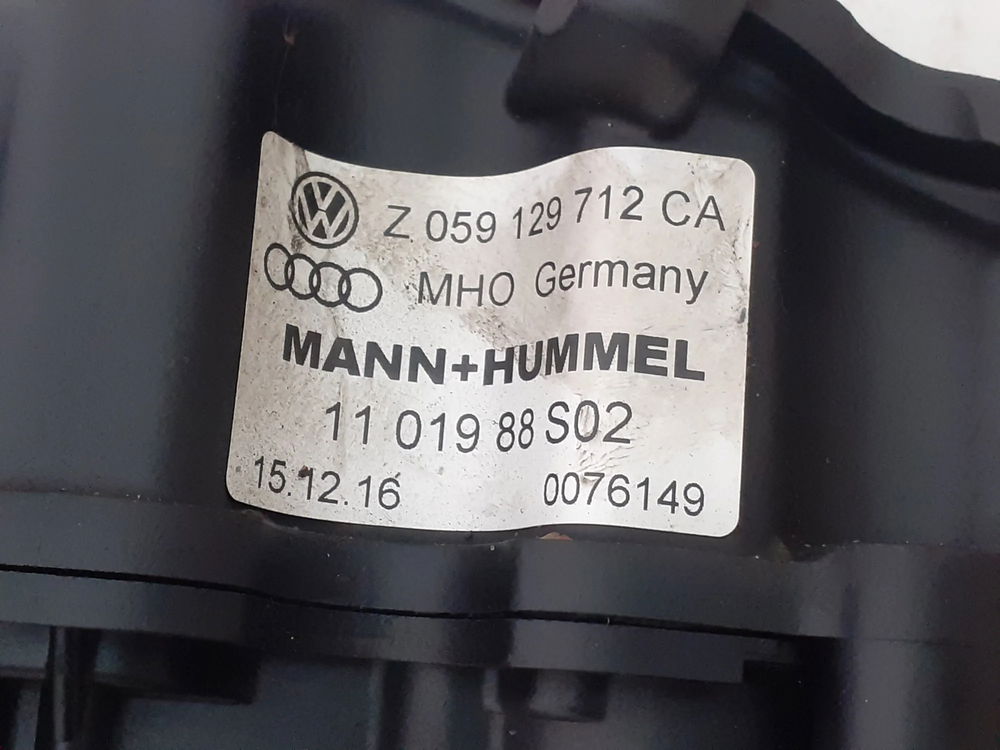 Z 059 129 712 CA
MHO Germany
MANN+HUMMEL
11 019 88 S02
15.12.16 0076149